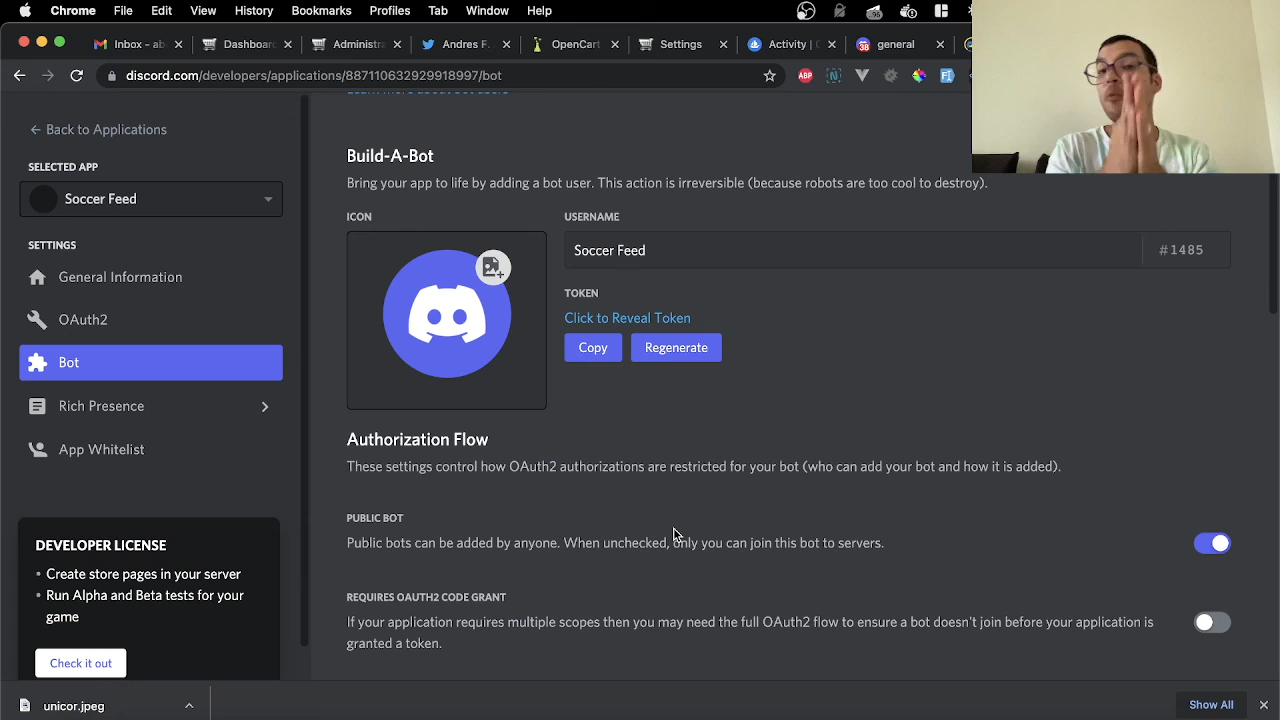 Chrome File Edit View History Bookmarks Profiles Tab Window Help
Inbox – ab Dashboar Administra Andres F. OpenCart Settings Activity | general
discord.com/developers/applications/887110632929918997/bot
Learn more about bot users
← Back to Applications
SELECTED APP
Soccer Feed
SETTINGS
General Information
OAuth2
Bot
Rich Presence
App Whitelist
DEVELOPER LICENSE
• Create store pages in your server
• Run Alpha and Beta tests for your
game
Check it out
Build-A-Bot
Bring your app to life by adding a bot user. This action is irreversible (because robots are too cool to destroy).
ICON
USERNAME
Soccer Feed #1485
TOKEN
Click to Reveal Token
Copy Regenerate
Authorization Flow
These settings control how OAuth2 authorizations are restricted for your bot (who can add your bot and how it is added).
PUBLIC BOT
Public bots can be added by anyone. When unchecked, only you can join this bot to servers.
REQUIRES OAUTH2 CODE GRANT
If your application requires multiple scopes then you may need the full OAuth2 flow to ensure a bot doesn't join before your application is
granted a token.
unicor.jpeg
Show All